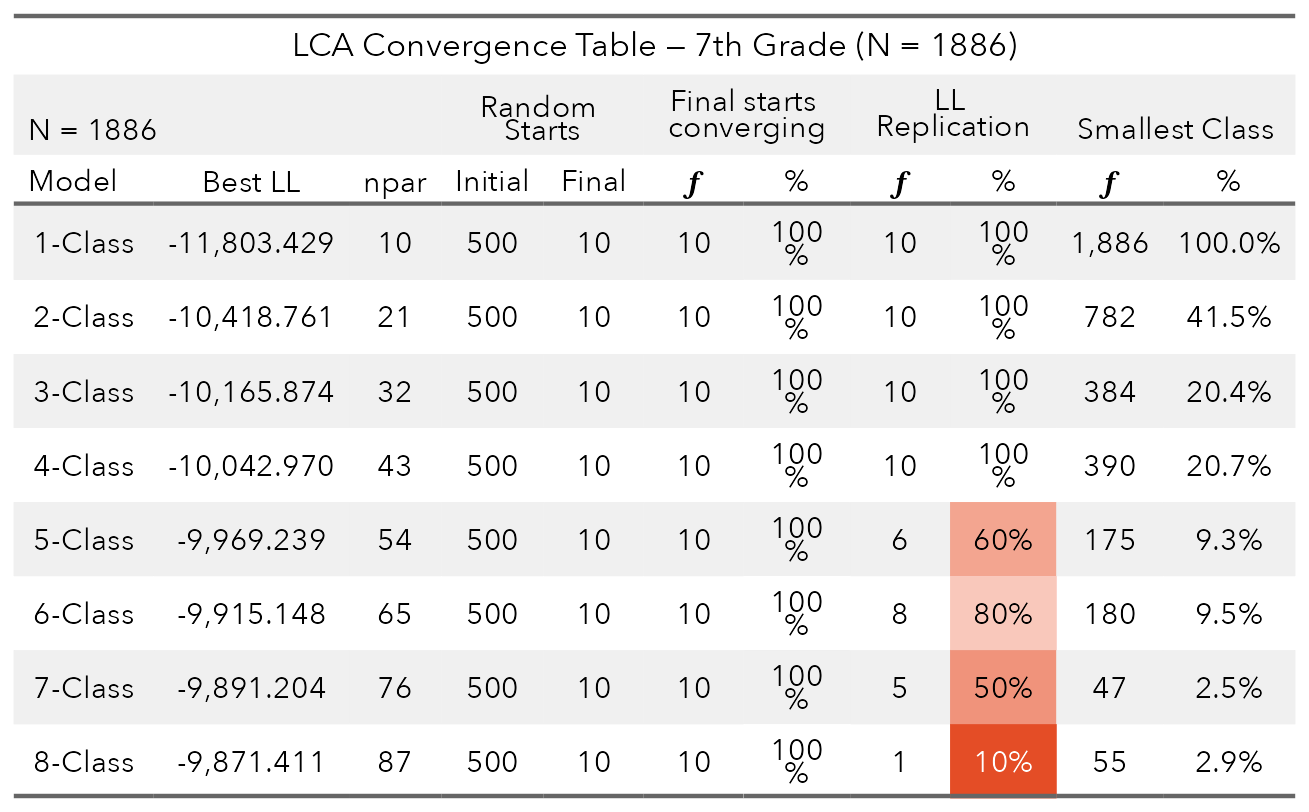 LCA Convergence Table – 7th Grade (N = 1886)
N = 1886 Random Starts Final starts converging LL Replication Smallest Class
Model Best LL npar Initial Final f % f % f %
1-Class -11,803.429 10 500 10 10 100% 10 100% 1,886 100.0%
2-Class -10,418.761 21 500 10 10 100% 10 100% 782 41.5%
3-Class -10,165.874 32 500 10 10 100% 10 100% 384 20.4%
4-Class -10,042.970 43 500 10 10 100% 10 100% 390 20.7%
5-Class -9,969.239 54 500 10 10 100% 6 60% 175 9.3%
6-Class -9,915.148 65 500 10 10 100% 8 80% 180 9.5%
7-Class -9,891.204 76 500 10 10 100% 5 50% 47 2.5%
8-Class -9,871.411 87 500 10 10 100% 1 10% 55 2.9%